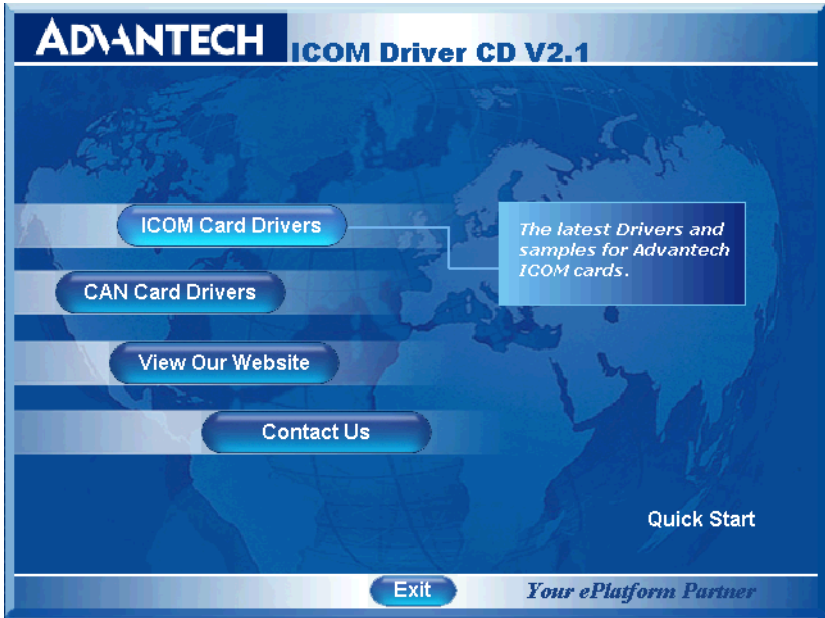 ADVANTECH
ICOM Driver CD V2.1
ICOM Card Drivers
The latest Drivers and
samples for Advantech
ICOM cards.
CAN Card Drivers
View Our Website
Contact Us
Quick Start
Exit
Your ePlatform Partner